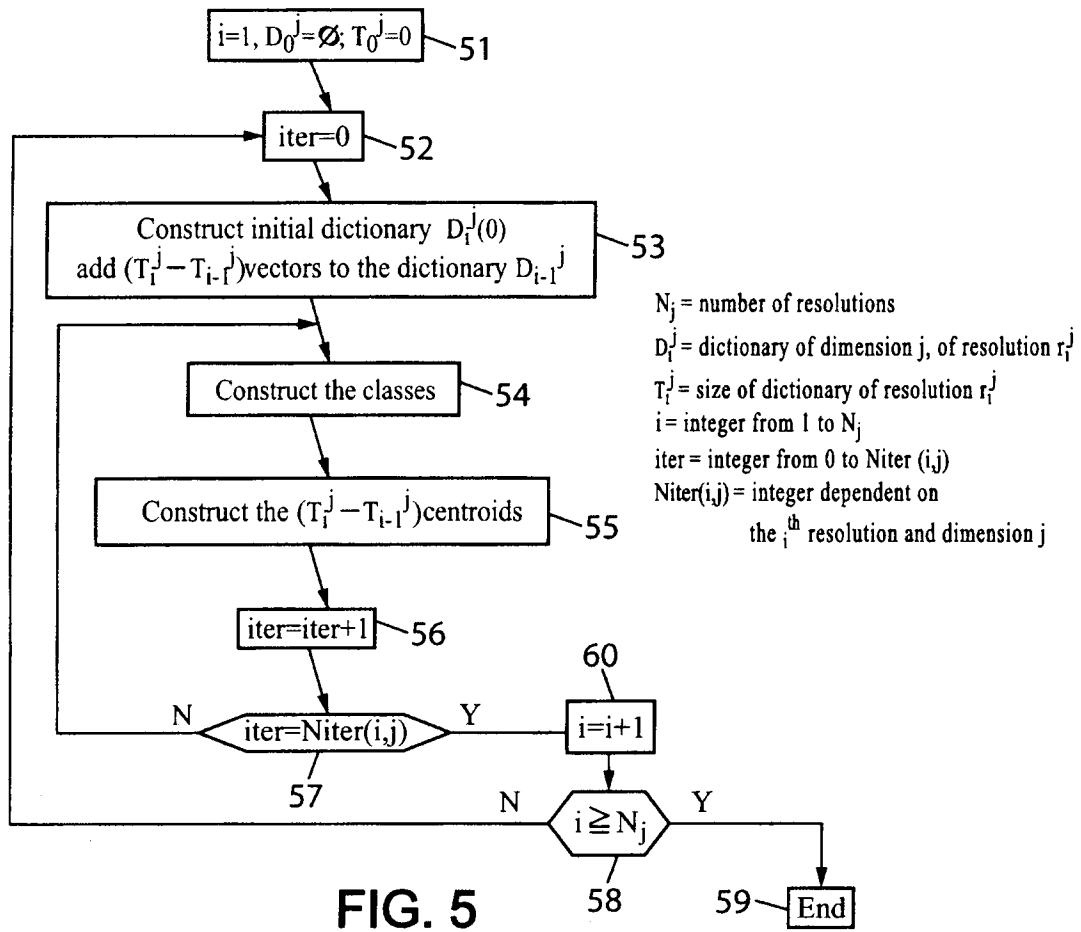 i=1, D₀ʲ=Ø; T₀ʲ=0
51
iter=0
52
Construct initial dictionary Dᵢʲ(0)
add (Tᵢʲ−Tᵢ₋₁ʲ)vectors to the dictionary Dᵢ₋₁ʲ
53
Construct the classes
54
Construct the (Tᵢʲ−Tᵢ₋₁ʲ)centroids
55
iter=iter+1
56
N
iter=Niter(i,j)
Y
57
60
i=i+1
N
i ≧ Nⱼ
Y
58
59
End
Nⱼ = number of resolutions
Dᵢʲ = dictionary of dimension j, of resolution rᵢʲ
Tᵢʲ = size of dictionary of resolution rᵢʲ
i = integer from 1 to Nⱼ
iter = integer from 0 to Niter (i,j)
Niter(i,j) = integer dependent on
the ᵢᵗʰ resolution and dimension j
FIG. 5